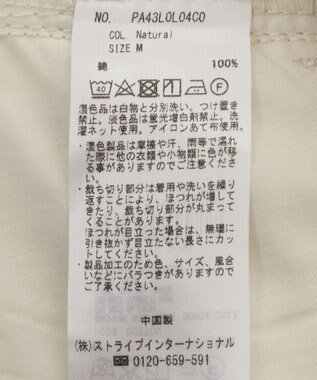 NO. PA43L0L04C0
COL Natural
SIZE M
綿 100%
40
濃色品は白物と分別洗い。つけ置き
禁止。淡色品は蛍光増白剤禁止。洗
濯ネット使用。アイロンあて布使用。
・濃色製品は摩擦や汗、雨等で濡れ
た際に他の衣類や小物類に色が移
る事がありますのでご注意くださ
い。
・裁ち切り部分は着用や洗いを繰り
返すことにより、ほつれが増して
きたり、裁ち切り部分が丸まって
くることがあります。
ほつれが目立った場合は、無理に
引き抜かず目立たない長さにカッ
トしてください。
・製品加工のため色、サイズ、風合
いなどにバラつきがありますので
ご了承ください。
中国製
(株)ストライプインターナショナル
0120-659-591